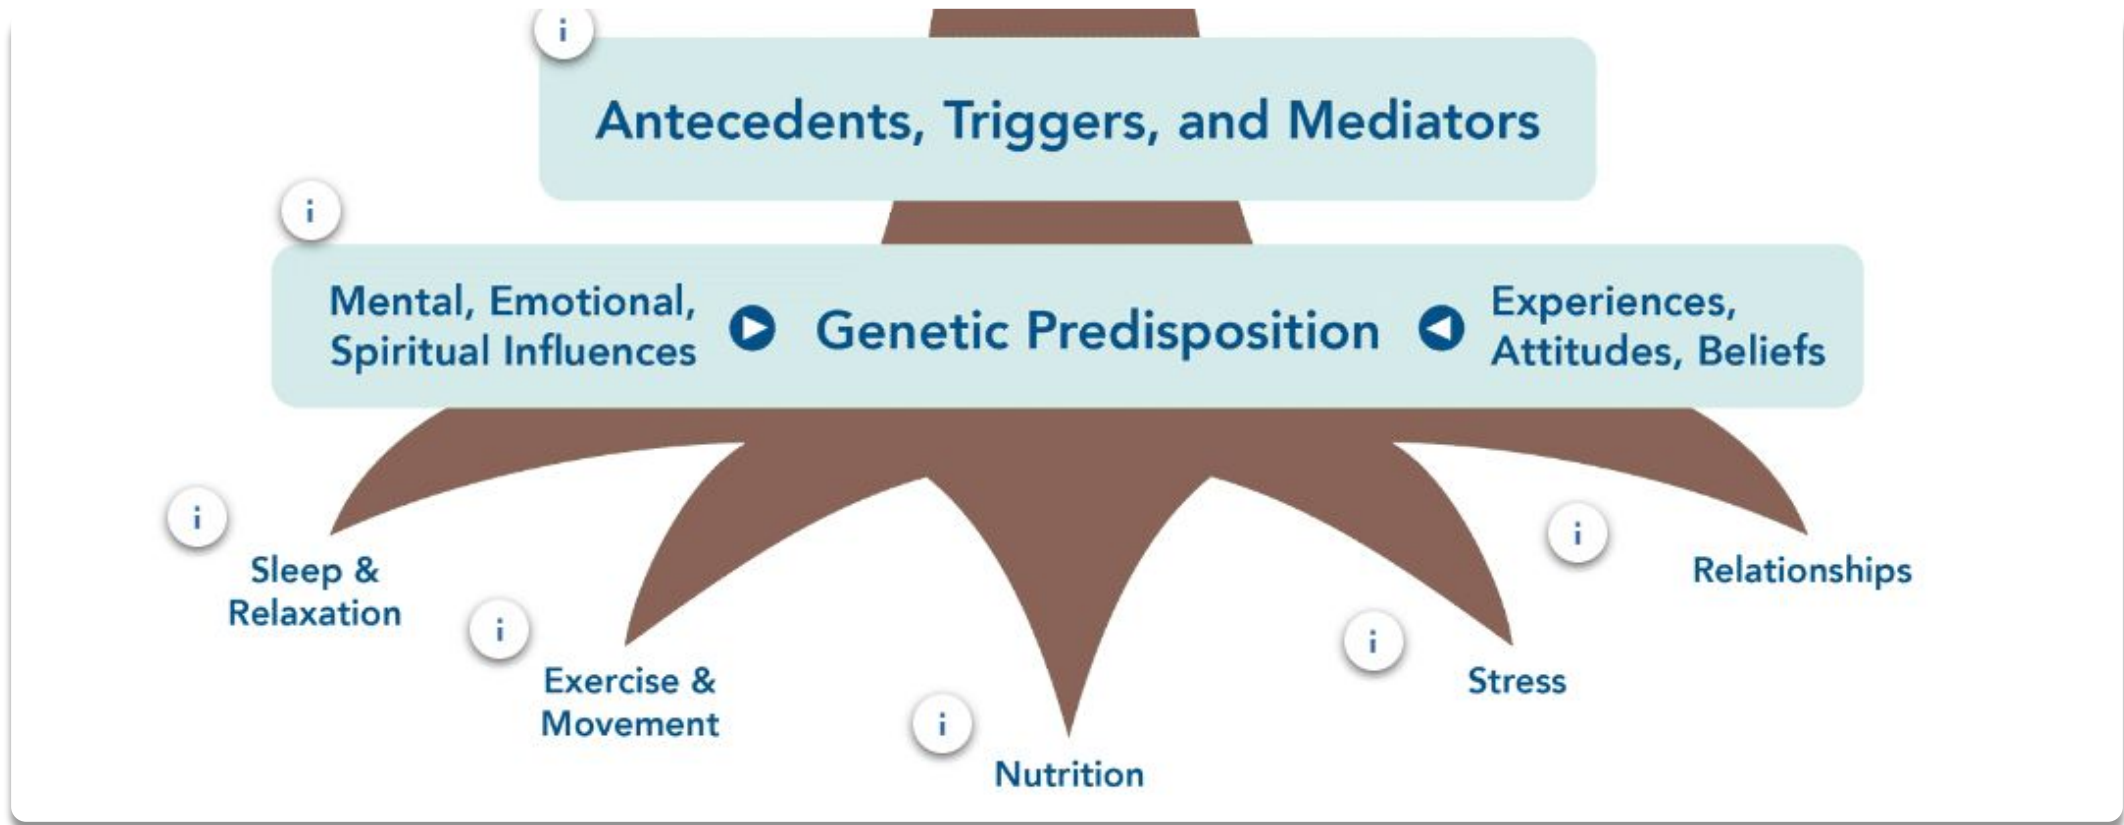 i
Antecedents, Triggers, and Mediators
i
Mental, Emotional,
Spiritual Influences
Genetic Predisposition
Experiences,
Attitudes, Beliefs
i
Sleep &
Relaxation
i
Exercise &
Movement
i
Nutrition
i
Stress
i
Relationships